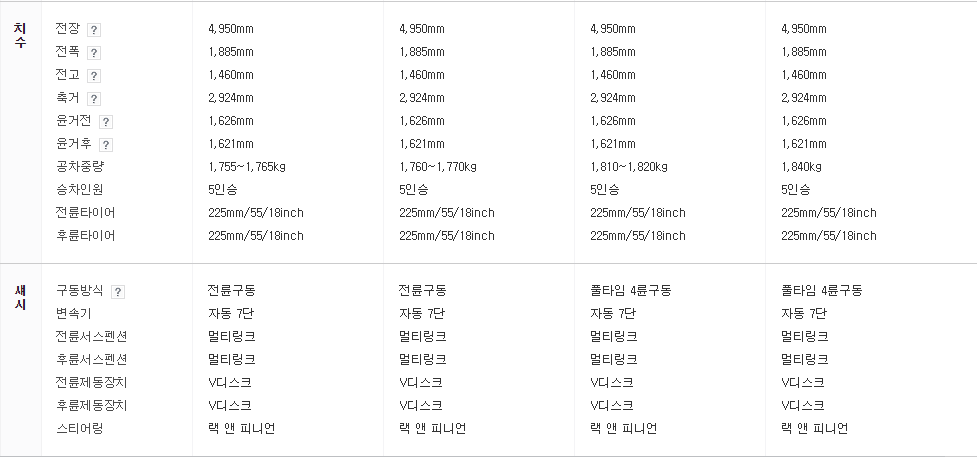 치수
전장 ? 4,950mm 4,950mm 4,950mm 4,950mm
전폭 ? 1,885mm 1,885mm 1,885mm 1,885mm
전고 ? 1,460mm 1,460mm 1,460mm 1,460mm
축거 ? 2,924mm 2,924mm 2,924mm 2,924mm
윤거전 ? 1,626mm 1,626mm 1,626mm 1,626mm
윤거후 ? 1,621mm 1,621mm 1,621mm 1,621mm
공차중량 1,755~1,765kg 1,760~1,770kg 1,810~1,820kg 1,840kg
승차인원 5인승 5인승 5인승 5인승
전륜타이어 225mm/55/18inch 225mm/55/18inch 225mm/55/18inch 225mm/55/18inch
후륜타이어 225mm/55/18inch 225mm/55/18inch 225mm/55/18inch 225mm/55/18inch
섀시
구동방식 ? 전륜구동 전륜구동 풀타임 4륜구동 풀타임 4륜구동
변속기 자동 7단 자동 7단 자동 7단 자동 7단
전륜서스펜션 멀티링크 멀티링크 멀티링크 멀티링크
후륜서스펜션 멀티링크 멀티링크 멀티링크 멀티링크
전륜제동장치 V디스크 V디스크 V디스크 V디스크
후륜제동장치 V디스크 V디스크 V디스크 V디스크
스티어링 랙 앤 피니언 랙 앤 피니언 랙 앤 피니언 랙 앤 피니언